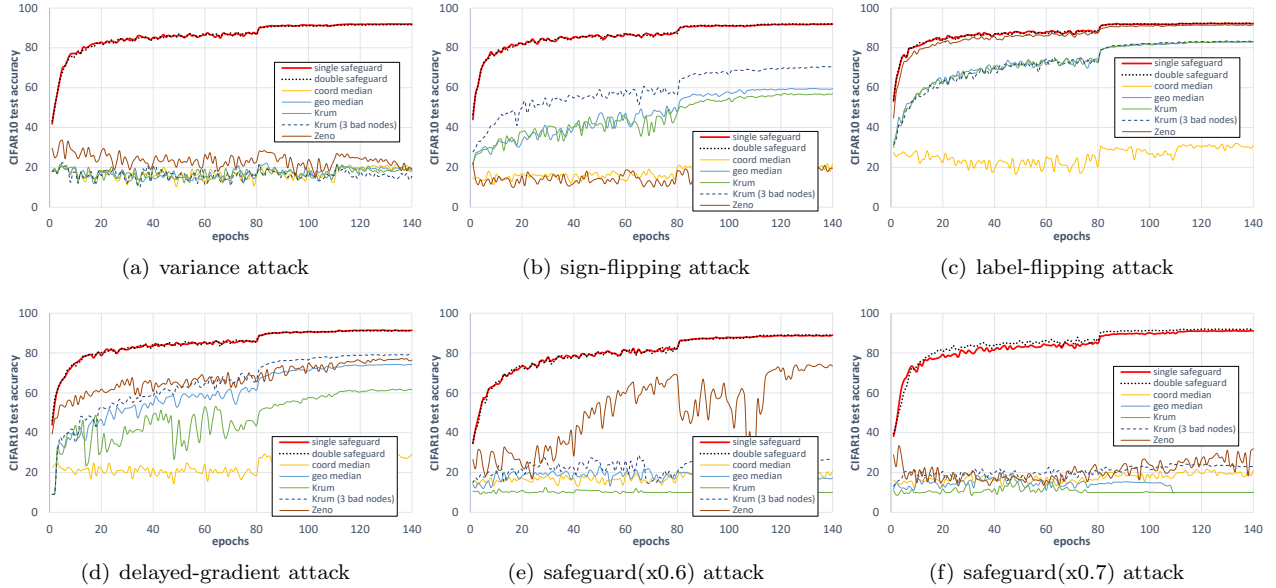 CIFAR10 test accuracy
100
80
60
40
20
0
0 20 40 60 80 100 120 140
epochs
single safeguard
double safeguard
coord median
geo median
Krum
Krum (3 bad nodes)
Zeno
(a) variance attack
CIFAR10 test accuracy
100
80
60
40
20
0
0 20 40 60 80 100 120 140
epochs
single safeguard
double safeguard
coord median
geo median
Krum
Krum (3 bad nodes)
Zeno
(b) sign-flipping attack
CIFAR10 test accuracy
100
80
60
40
20
0
0 20 40 60 80 100 120 140
epochs
single safeguard
double safeguard
coord median
geo median
Krum
Krum (3 bad nodes)
Zeno
(c) label-flipping attack
CIFAR10 test accuracy
100
80
60
40
20
0
0 20 40 60 80 100 120 140
epochs
single safeguard
double safeguard
coord median
geo median
Krum
Krum (3 bad nodes)
Zeno
(d) delayed-gradient attack
CIFAR10 test accuracy
100
80
60
40
20
0
0 20 40 60 80 100 120 140
epochs
single safeguard
double safeguard
coord median
geo median
Krum
Krum (3 bad nodes)
Zeno
(e) safeguard(x0.6) attack
CIFAR10 test accuracy
100
80
60
40
20
0
0 20 40 60 80 100 120 140
epochs
single safeguard
double safeguard
coord median
geo median
Krum
Krum (3 bad nodes)
Zeno
(f) safeguard(x0.7) attack